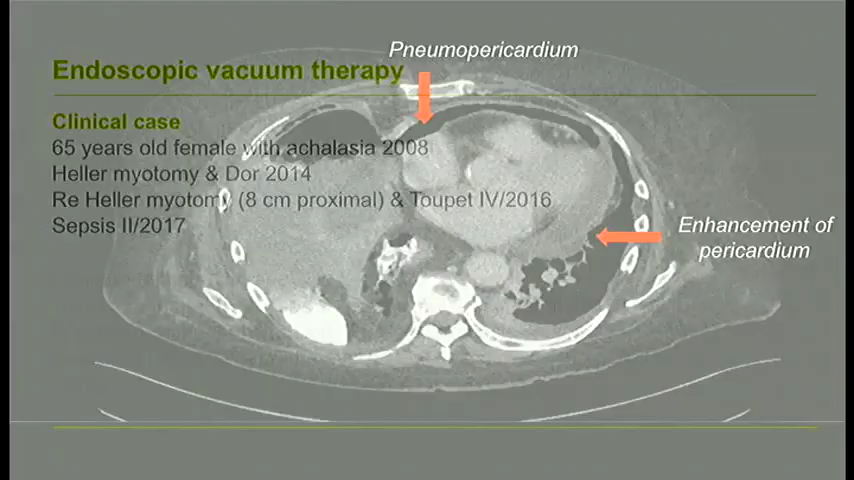 Pneumopericardium
Endoscopic vacuum therapy
Clinical case
65 years old female with achalasia 2008
Heller myotomy & Dor 2014
Re Heller myotomy (8 cm proximal) & Toupet IV/2016
Sepsis II/2017
Enhancement of
pericardium